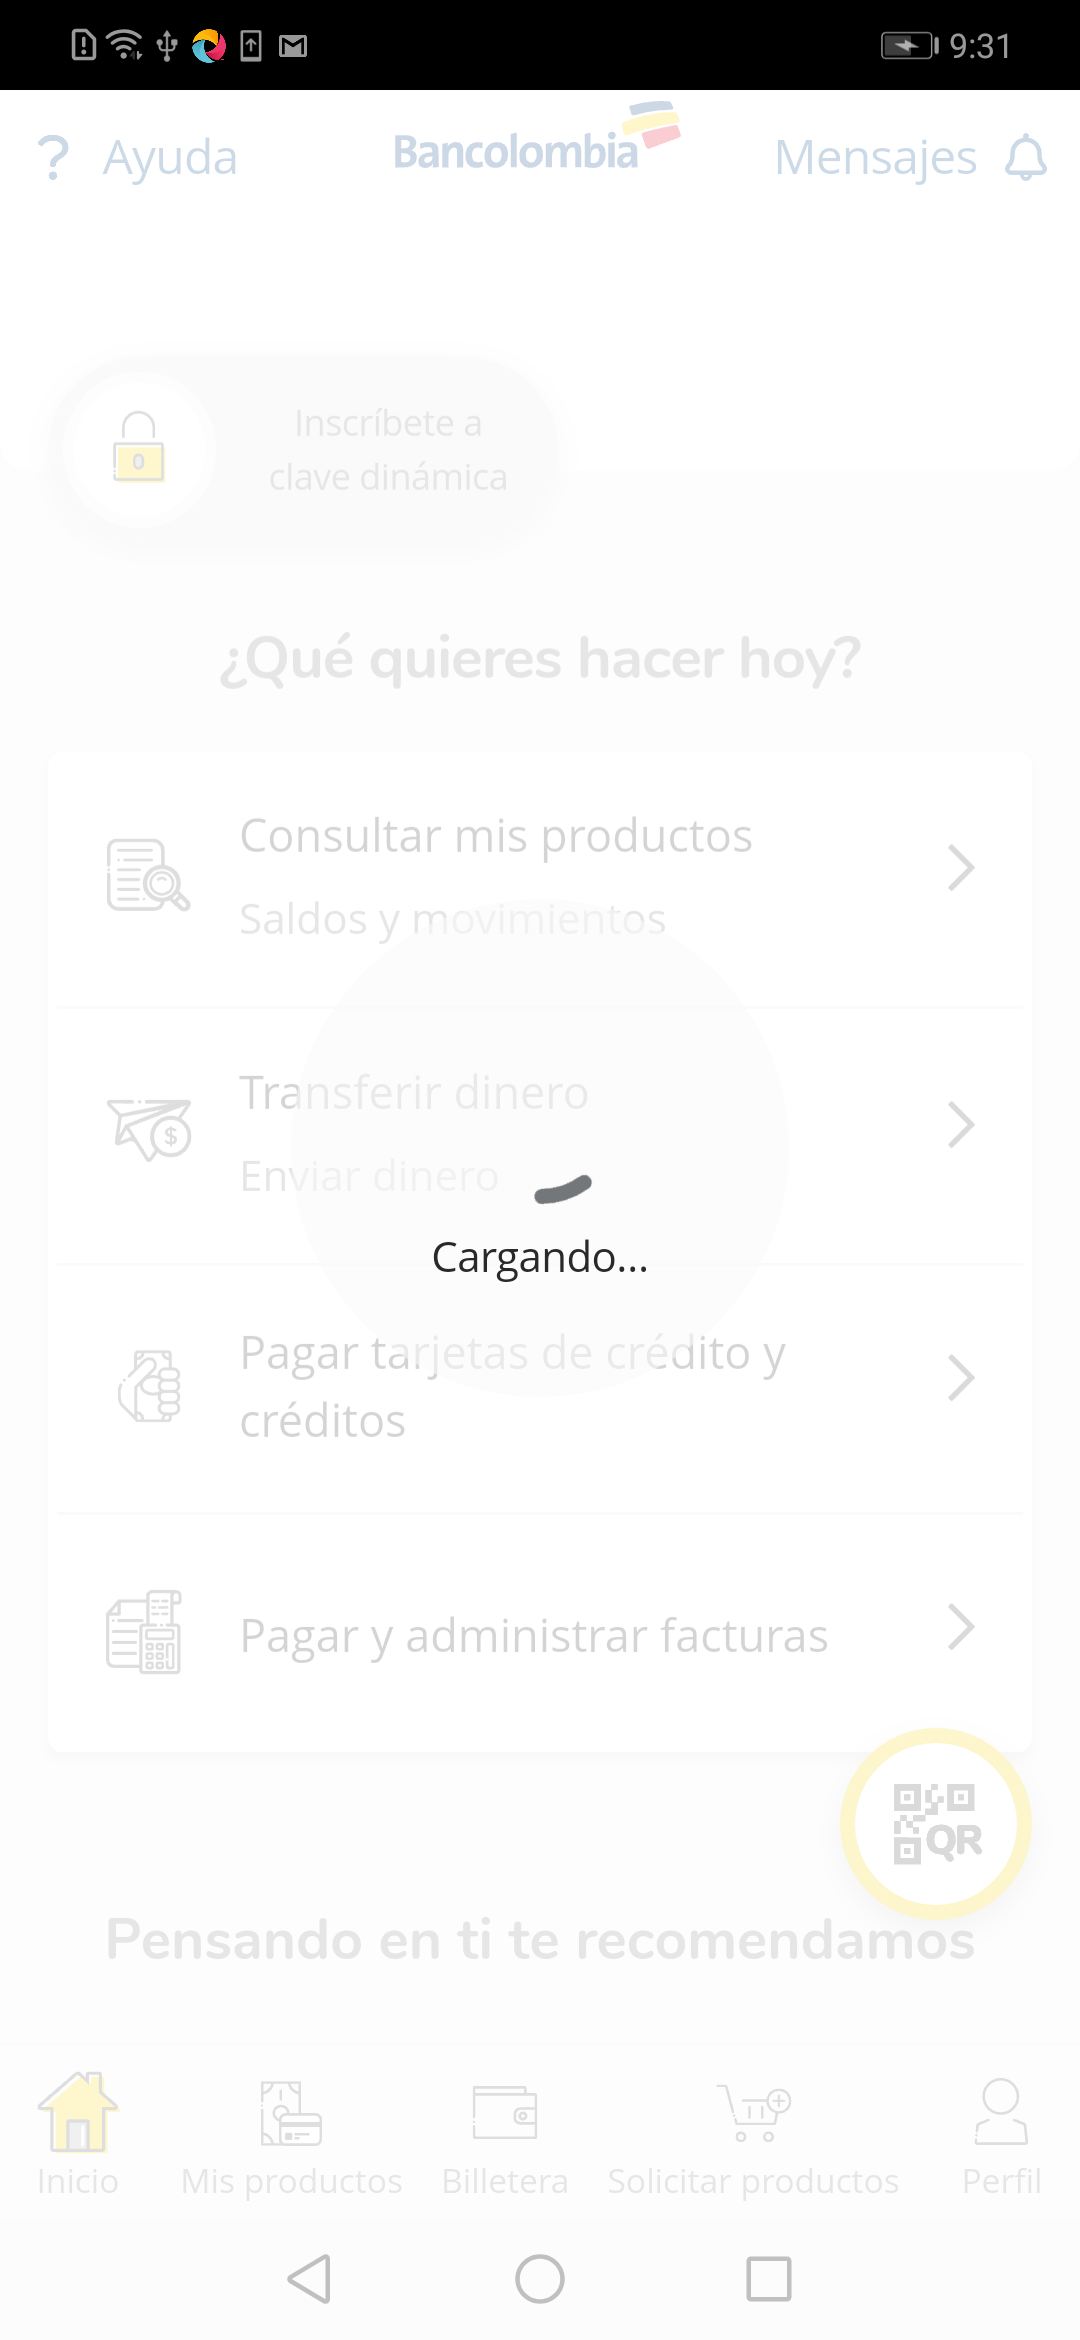 9:31
? Ayuda
Bancolombia
Mensajes
Inscríbete a
clave dinámica
¿Qué quieres hacer hoy?
Consultar mis productos
Saldos y movimientos
Transferir dinero
Enviar dinero
Cargando...
Pagar tarjetas de crédito y
créditos
Pagar y administrar facturas
QR
Pensando en ti te recomendamos
Inicio
Mis productos
Billetera
Solicitar productos
Perfil